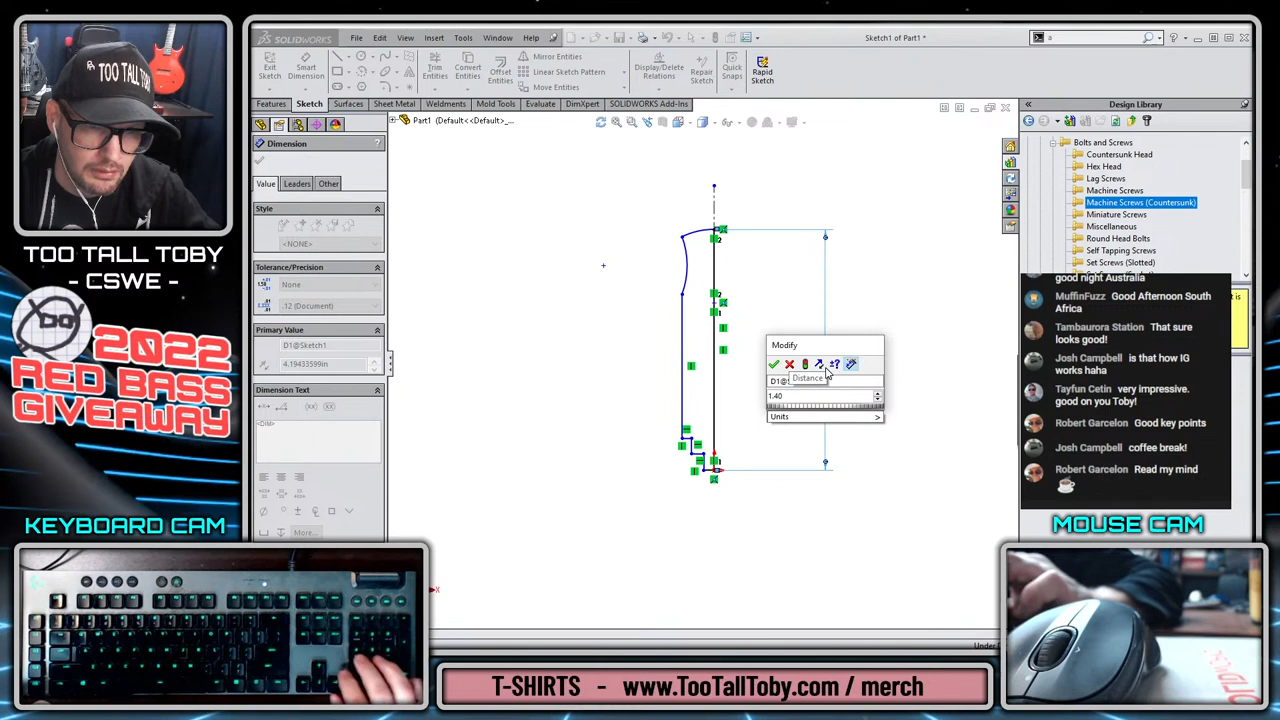 SOLIDWORKS
File Edit View Insert Tools Window Help
Sketch1 of Part1 *
Exit Sketch
Smart Dimension
Trim Entities
Convert Entities
Offset Entities
Mirror Entities
Linear Sketch Pattern
Move Entities
Display/Delete Relations
Repair Sketch
Quick Snaps
Rapid Sketch
Features Sketch Surfaces Sheet Metal Weldments Mold Tools Evaluate DimXpert SOLIDWORKS Add-Ins
Part1 (Default<<Default>_...
Dimension
Value Leaders Other
Style
<NONE>
Tolerance/Precision
None
.12 (Document)
Primary Value
D1@Sketch1
4.19433599in
Dimension Text
<DIM>
More...
Modify
Distance
1.40
Units
Design Library
Bolts and Screws
Countersunk Head
Hex Head
Lag Screws
Machine Screws
Machine Screws (Countersunk)
Miniature Screws
Miscellaneous
Round Head Bolts
Self Tapping Screws
Set Screws (Slotted)
good night Australia
MuffinFuzz Good Afternoon South
Africa
Tambaurora Station That sure
looks good!
Josh Campbell is that how IG
works haha
Tayfun Cetin very impressive.
good on you Toby!
Robert Garcelon Good key points
Josh Campbell coffee break!
Robert Garcelon Read my mind
TOO TALL TOBY
- CSWE -
2022
RED BASS
GIVEAWAY
KEYBOARD CAM
MOUSE CAM
T-SHIRTS - www.TooTallToby.com / merch